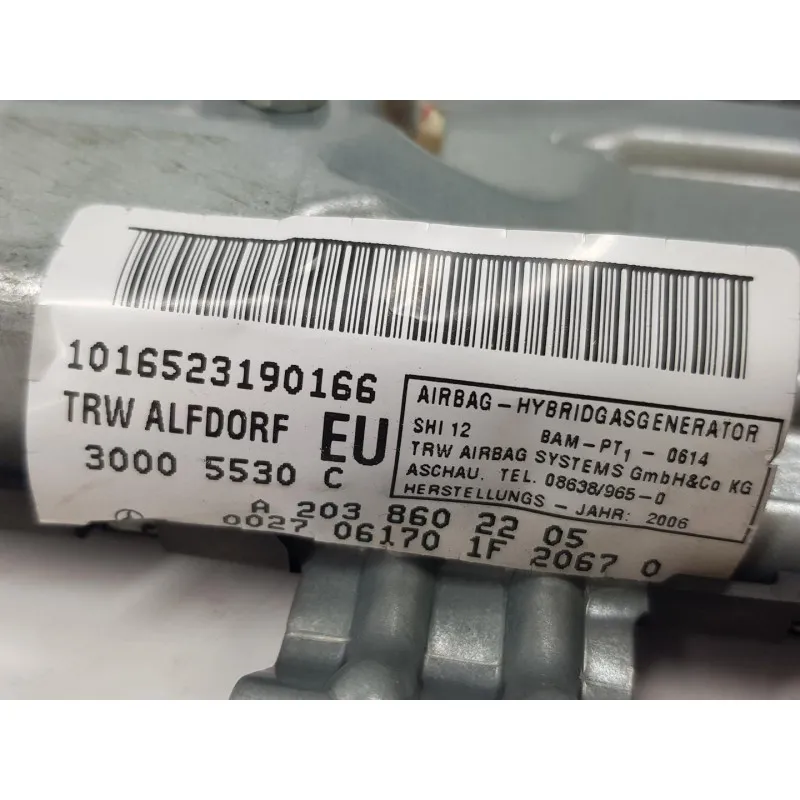 1016523190166
TRW ALFDORF EU
30005 5530 C
A 203 860 22 05
0027 06170 1F 2067 0
AIRBAG-HYBRIDGASGENERATOR
SHI 12 BAM-PT₁ - 0614
TRW AIRBAG SYSTEMS GmbH&Co KG
ASCHAU. TEL. 08638/965-0
HERSTELLUNGS - JAHR: 2006